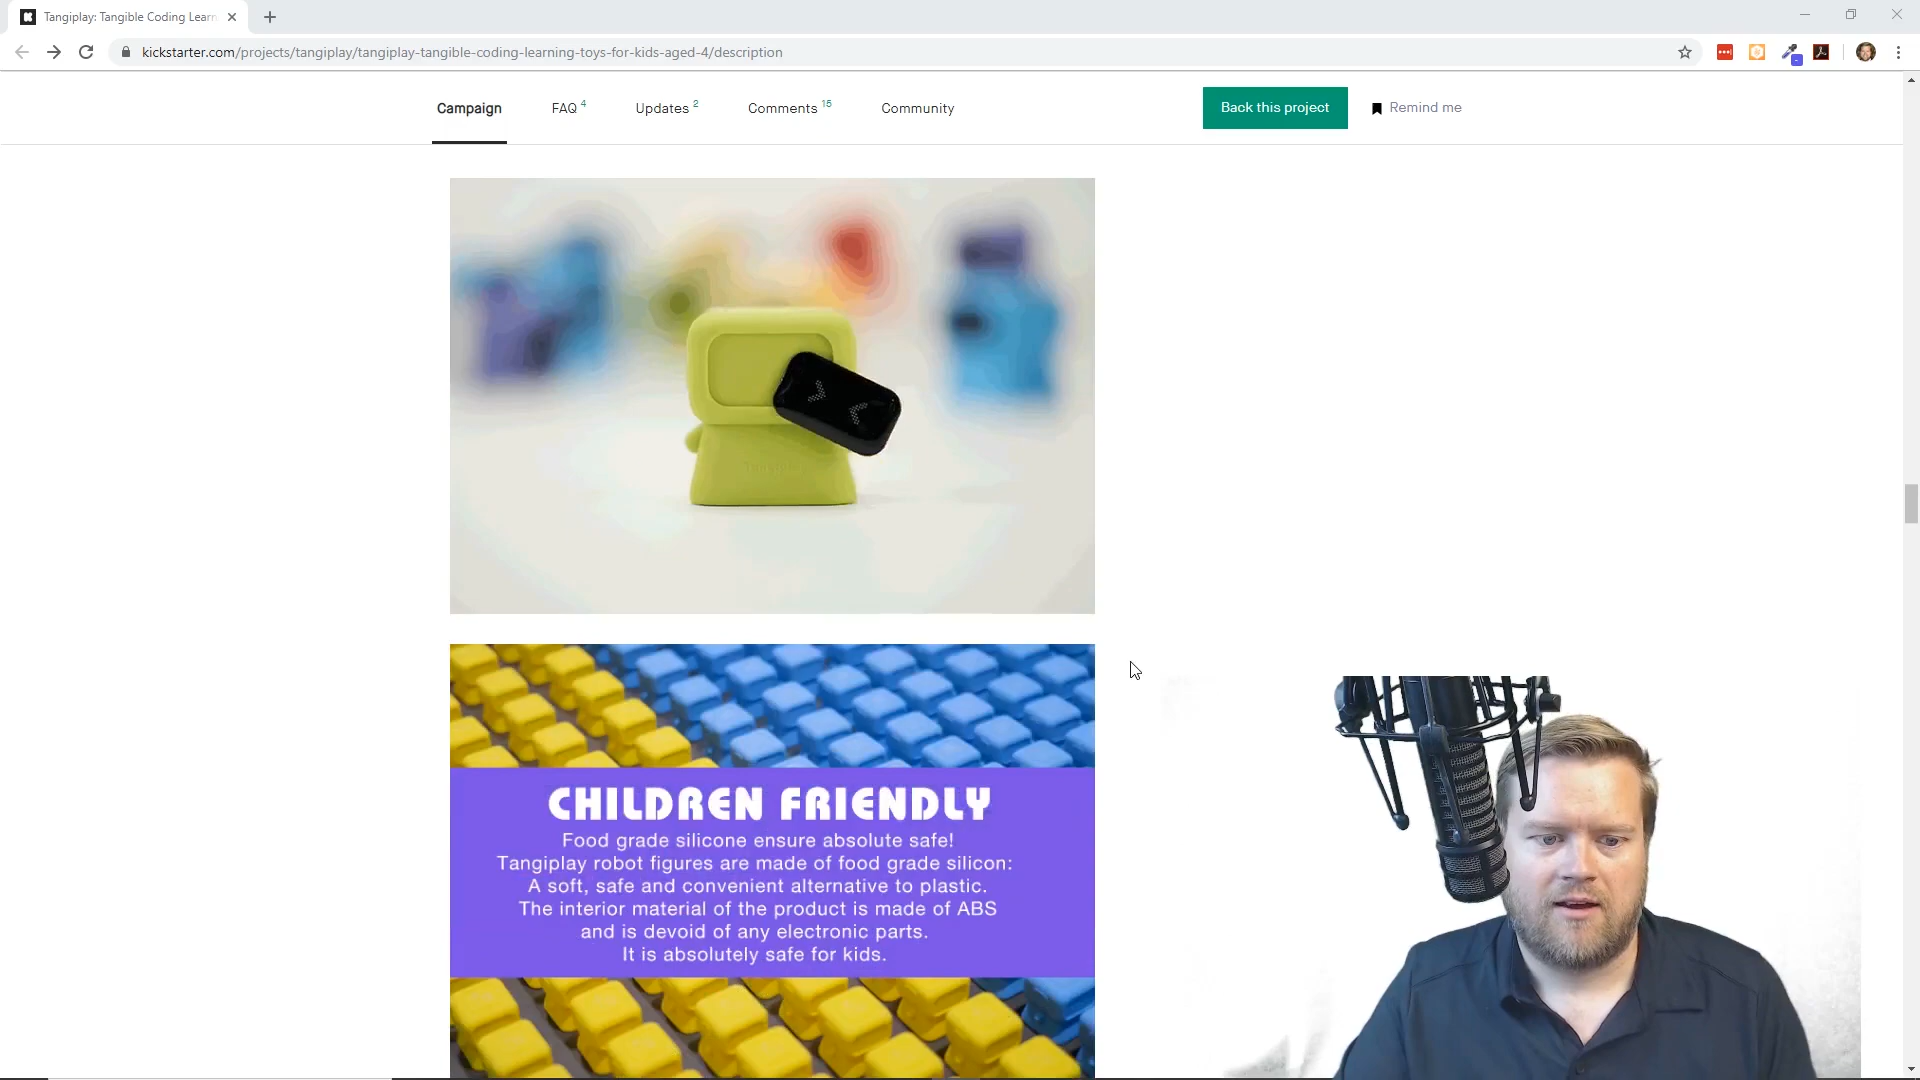 Tangiplay: Tangible Coding Learn
kickstarter.com/projects/tangiplay/tangiplay-tangible-coding-learning-toys-for-kids-aged-4/description
Campaign FAQ 4 Updates 2 Comments 15 Community Back this project Remind me
CHILDREN FRIENDLY
Food grade silicone ensure absolute safe!
Tangiplay robot figures are made of food grade silicon:
A soft, safe and convenient alternative to plastic.
The interior material of the product is made of ABS
and is devoid of any electronic parts.
It is absolutely safe for kids.